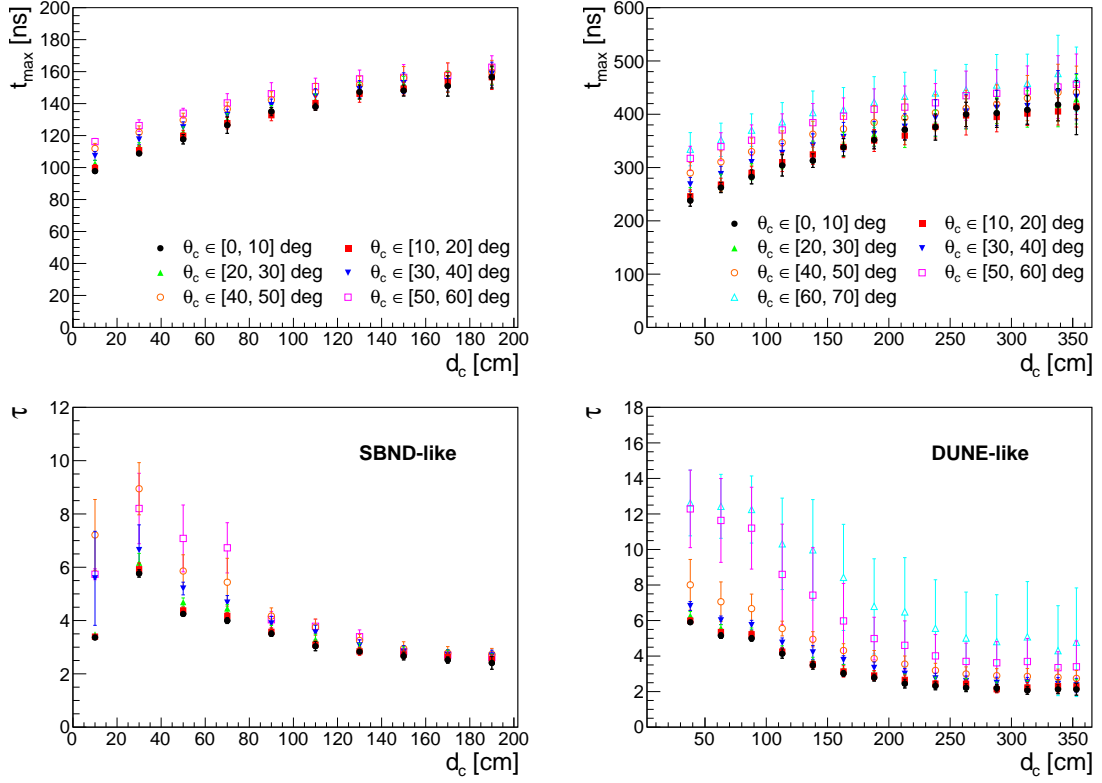 t_max [ns]
200
180
160
140
120
100
80
60
40
20
0
θ_c ∈ [0, 10] deg
θ_c ∈ [10, 20] deg
θ_c ∈ [20, 30] deg
θ_c ∈ [30, 40] deg
θ_c ∈ [40, 50] deg
θ_c ∈ [50, 60] deg
0 20 40 60 80 100 120 140 160 180 200
d_c [cm]
t_max [ns]
600
500
400
300
200
100
0
θ_c ∈ [0, 10] deg
θ_c ∈ [10, 20] deg
θ_c ∈ [20, 30] deg
θ_c ∈ [30, 40] deg
θ_c ∈ [40, 50] deg
θ_c ∈ [50, 60] deg
θ_c ∈ [60, 70] deg
50 100 150 200 250 300 350
d_c [cm]
τ
12
10
8
6
4
2
0
SBND-like
0 20 40 60 80 100 120 140 160 180 200
d_c [cm]
τ
18
16
14
12
10
8
6
4
2
0
DUNE-like
50 100 150 200 250 300 350
d_c [cm]